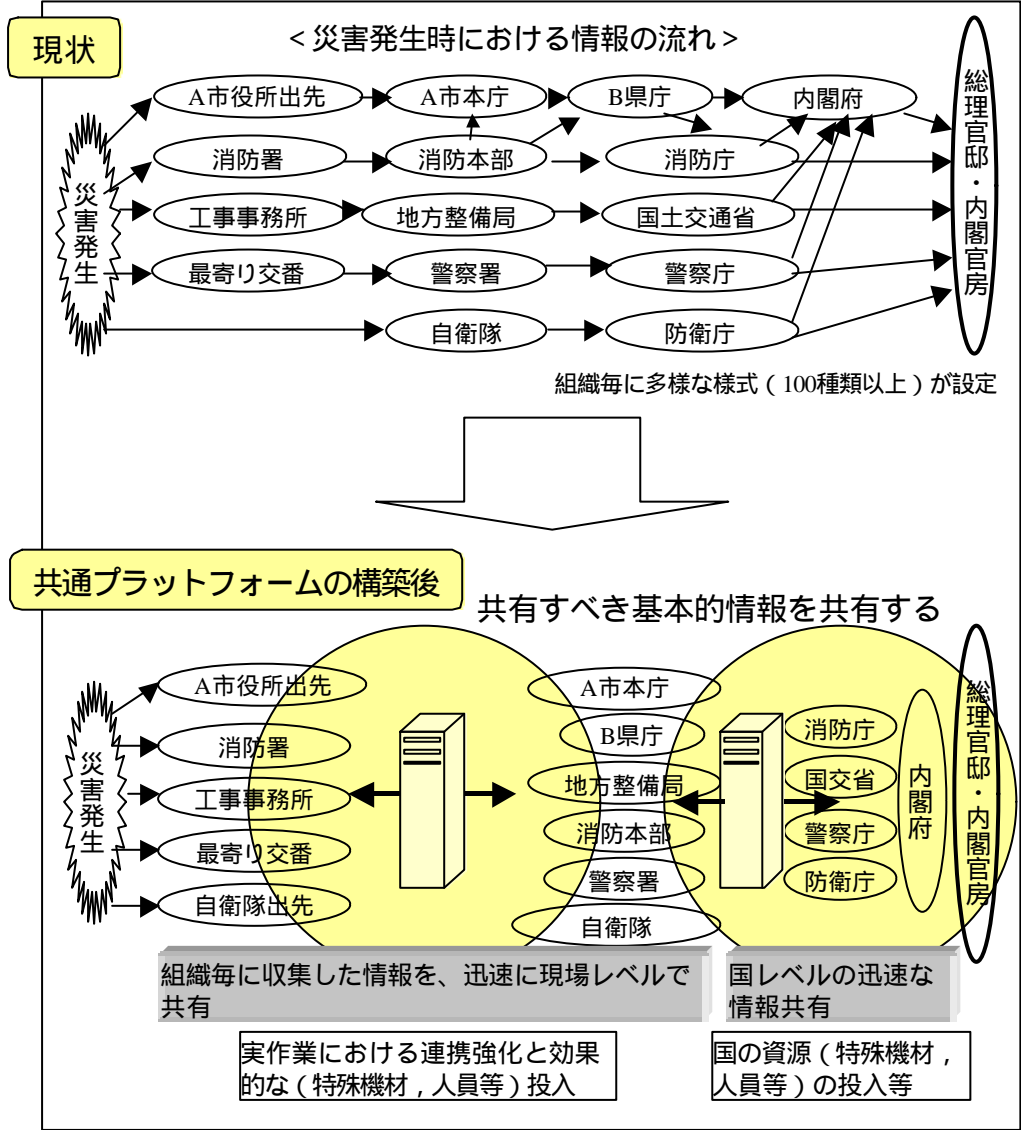 現状
<災害発生時における情報の流れ>
災害発生
A市役所出先
A市本庁
B県庁
内閣府
消防署
消防本部
消防庁
工事事務所
地方整備局
国土交通省
最寄り交番
警察署
警察庁
自衛隊
防衛庁
総理官邸・内閣官房
組織毎に多様な様式(100種類以上)が設定
共通プラットフォームの構築後
共有すべき基本的情報を共有する
災害発生
A市役所出先
消防署
工事事務所
最寄り交番
自衛隊出先
A市本庁
B県庁
地方整備局
消防本部
警察署
自衛隊
消防庁
国交省
警察庁
防衛庁
内閣府
総理官邸・内閣官房
組織毎に収集した情報を、迅速に現場レベルで
共有
国レベルの迅速な
情報共有
実作業における連携強化と効果
的な(特殊機材,人員等)投入
国の資源(特殊機材,
人員等)の投入等